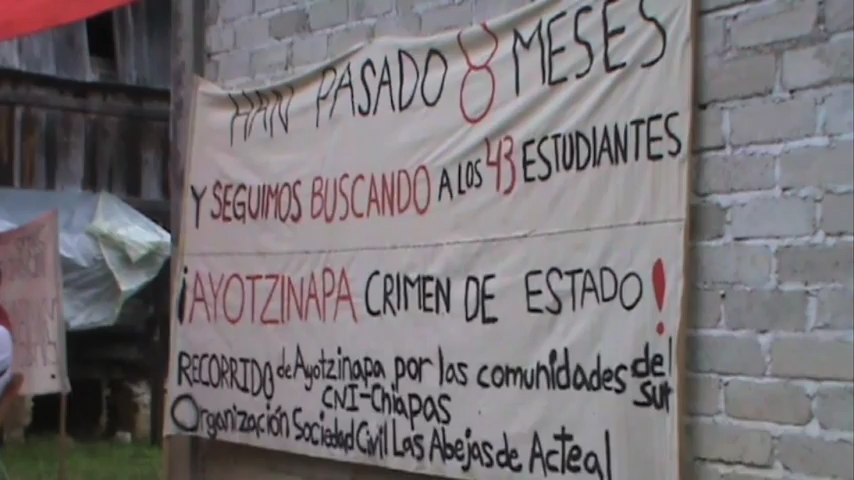 HAN PASADO 8 MESES
Y SEGUIMOS BUSCANDO A LOS 43 ESTUDIANTES
¡AYOTZINAPA CRIMEN DE ESTADO!
RECORRIDO de Ayotzinapa por las comunidades del sur
CNI-Chiapas
Organización Sociedad Civil Las Abejas de Acteal